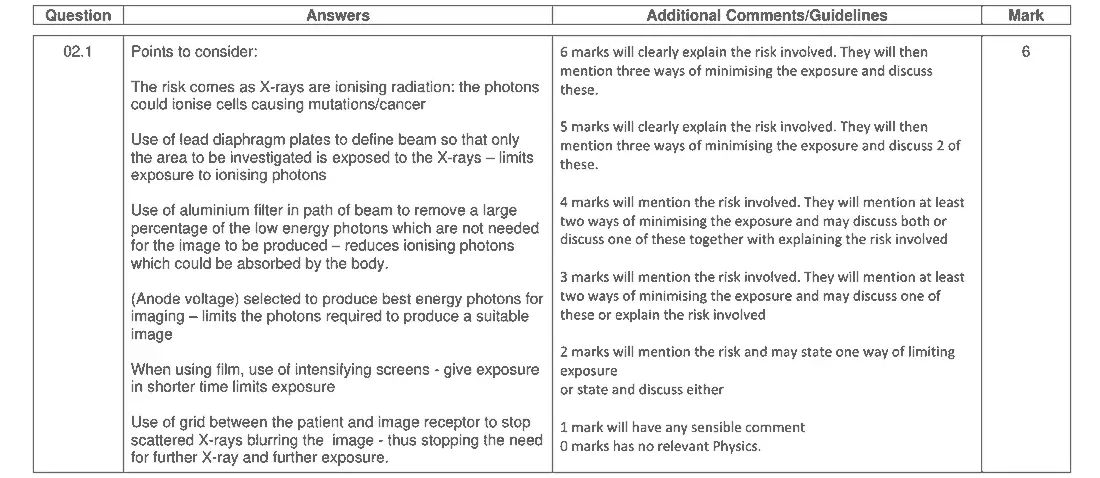 Question Answers Additional Comments/Guidelines Mark
02.1
Points to consider:
The risk comes as X-rays are ionising radiation: the photons
could ionise cells causing mutations/cancer
Use of lead diaphragm plates to define beam so that only
the area to be investigated is exposed to the X-rays – limits
exposure to ionising photons
Use of aluminium filter in path of beam to remove a large
percentage of the low energy photons which are not needed
for the image to be produced – reduces ionising photons
which could be absorbed by the body.
(Anode voltage) selected to produce best energy photons for
imaging – limits the photons required to produce a suitable
image
When using film, use of intensifying screens - give exposure
in shorter time limits exposure
Use of grid between the patient and image receptor to stop
scattered X-rays blurring the image - thus stopping the need
for further X-ray and further exposure.
6 marks will clearly explain the risk involved. They will then
mention three ways of minimising the exposure and discuss
these.
5 marks will clearly explain the risk involved. They will then
mention three ways of minimising the exposure and discuss 2 of
these.
4 marks will mention the risk involved. They will mention at least
two ways of minimising the exposure and may discuss both or
discuss one of these together with explaining the risk involved
3 marks will mention the risk involved. They will mention at least
two ways of minimising the exposure and may discuss one of
these or explain the risk involved
2 marks will mention the risk and may state one way of limiting
exposure
or state and discuss either
1 mark will have any sensible comment
0 marks has no relevant Physics.
6